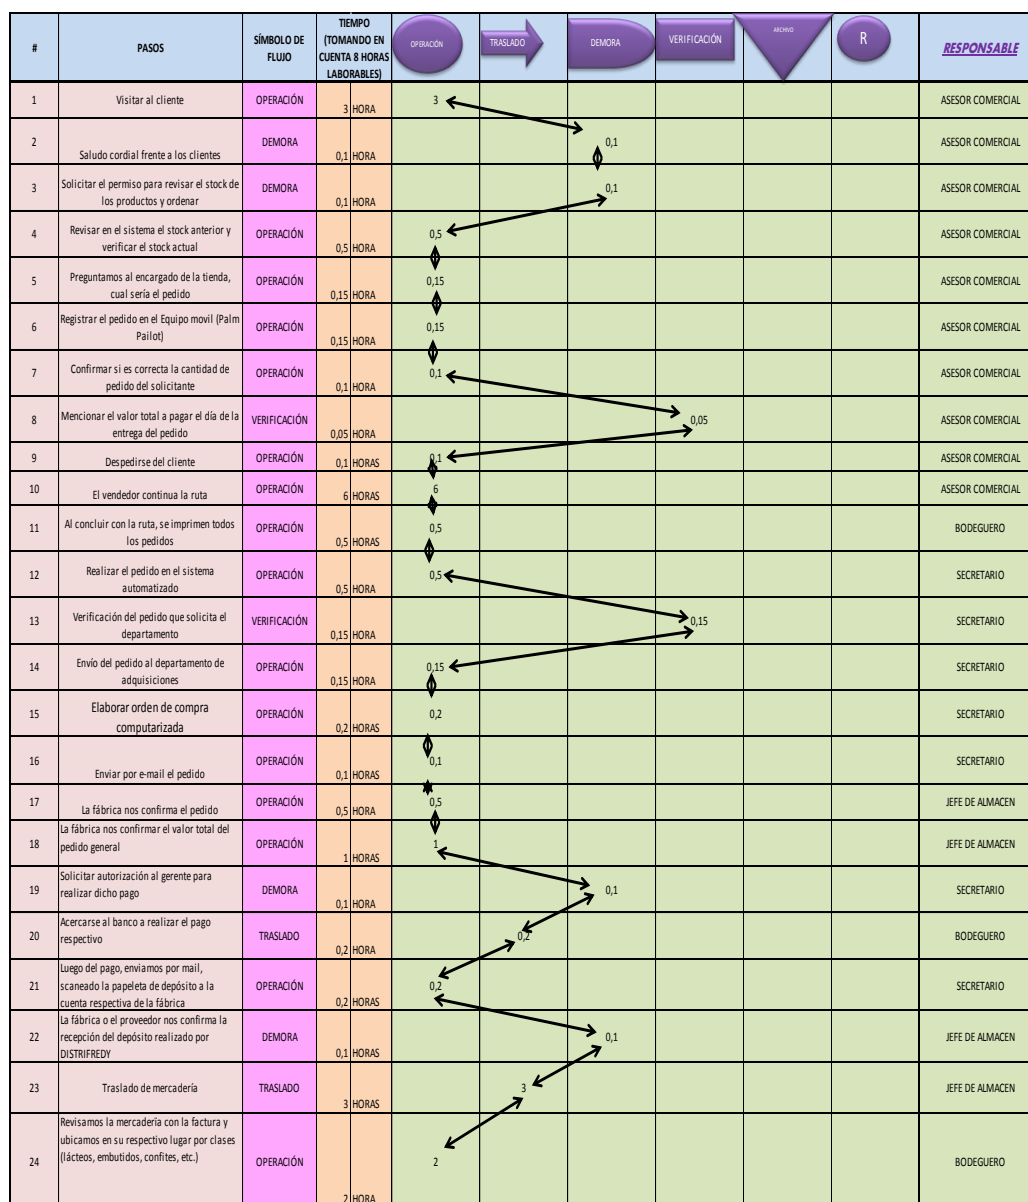 #
PASOS
SÍMBOLO DE
FLUJO
TIEMPO
(TOMANDO EN
CUENTA 8 HORAS
LABORABLES)
OPERACIÓN
TRASLADO
DEMORA
VERIFICACIÓN
ARCHIVO
R
RESPONSABLE
1
Visitar al cliente
OPERACIÓN
3 HORA
3
ASESOR COMERCIAL
2
Saludo cordial frente a los clientes
DEMORA
0,1 HORA
0,1
ASESOR COMERCIAL
3
Solicitar el permiso para revisar el stock de
los productos y ordenar
DEMORA
0,1 HORA
0,1
ASESOR COMERCIAL
4
Revisar en el sistema el stock anterior y
verificar el stock actual
OPERACIÓN
0,5 HORA
0,5
ASESOR COMERCIAL
5
Preguntamos al encargado de la tienda,
cual sería el pedido
OPERACIÓN
0,15 HORA
0,15
ASESOR COMERCIAL
6
Registrar el pedido en el Equipo movil (Palm
Pailot)
OPERACIÓN
0,15 HORA
0,15
ASESOR COMERCIAL
7
Confirmar si es correcta la cantidad de
pedido del solicitante
OPERACIÓN
0,1 HORA
0,1
ASESOR COMERCIAL
8
Mencionar el valor total a pagar el día de la
entrega del pedido
VERIFICACIÓN
0,05 HORA
0,05
ASESOR COMERCIAL
9
Despedirse del cliente
OPERACIÓN
0,1 HORAS
0,1
ASESOR COMERCIAL
10
El vendedor continua la ruta
OPERACIÓN
6 HORAS
6
ASESOR COMERCIAL
11
Al concluir con la ruta, se imprimen todos
los pedidos
OPERACIÓN
0,5 HORAS
0,5
BODEGUERO
12
Realizar el pedido en el sistema
automatizado
OPERACIÓN
0,5 HORA
0,5
SECRETARIO
13
Verificación del pedido que solicita el
departamento
VERIFICACIÓN
0,15 HORA
0,15
SECRETARIO
14
Envío del pedido al departamento de
adquisiciones
OPERACIÓN
0,15 HORA
0,15
SECRETARIO
15
Elaborar orden de compra
computarizada
OPERACIÓN
0,2 HORAS
0,2
SECRETARIO
16
Enviar por e-mail el pedido
OPERACIÓN
0,1 HORAS
0,1
SECRETARIO
17
La fábrica nos confirma el pedido
OPERACIÓN
0,5 HORA
0,5
JEFE DE ALMACEN
18
La fábrica nos confirmar el valor total del
pedido general
OPERACIÓN
1 HORAS
1
JEFE DE ALMACEN
19
Solicitar autorización al gerente para
realizar dicho pago
DEMORA
0,1 HORA
0,1
SECRETARIO
20
Acercarse al banco a realizar el pago
respectivo
TRASLADO
0,2 HORA
0,2
BODEGUERO
21
Luego del pago, enviamos por mail,
scaneado la papeleta de depósito a la
cuenta respectiva de la fábrica
OPERACIÓN
0,2 HORAS
0,2
SECRETARIO
22
La fábrica o el proveedor nos confirma la
recepción del depósito realizado por
DISTRIFREDY
DEMORA
0,1 HORAS
0,1
JEFE DE ALMACEN
23
Traslado de mercadería
TRASLADO
3 HORAS
3
JEFE DE ALMACEN
24
Revisamos la mercadería con la factura y
ubicamos en su respectivo lugar por clases
(lácteos, embutidos, confites, etc.)
OPERACIÓN
2 HORA
2
BODEGUERO